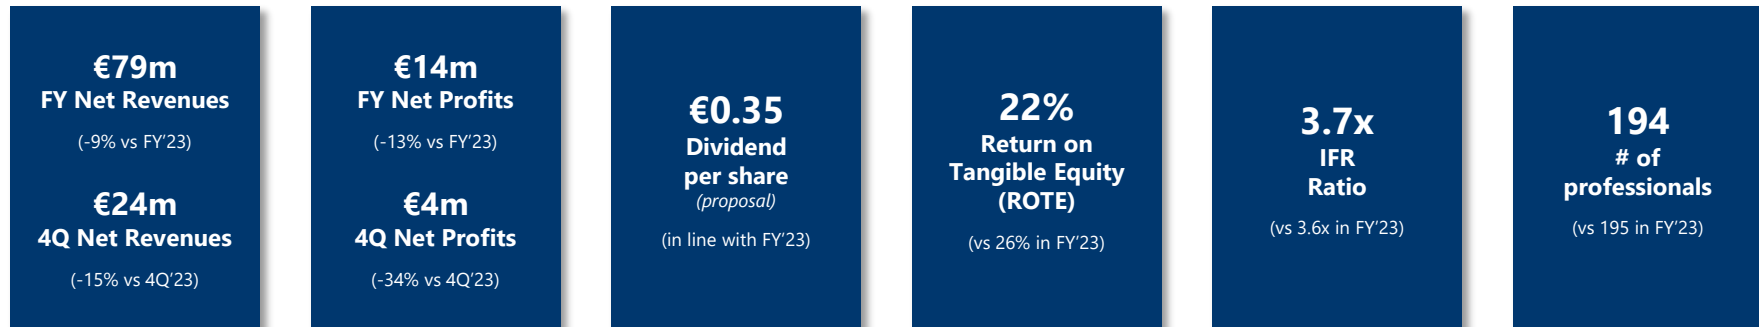 €79m
FY Net Revenues
(-9% vs FY’23)
€24m
4Q Net Revenues
(-15% vs 4Q’23)
€14m
FY Net Profits
(-13% vs FY’23)
€4m
4Q Net Profits
(-34% vs 4Q’23)
€0.35
Dividend
per share
(proposal)
(in line with FY’23)
22%
Return on
Tangible Equity
(ROTE)
(vs 26% in FY’23)
3.7x
IFR
Ratio
(vs 3.6x in FY’23)
194
# of
professionals
(vs 195 in FY’23)